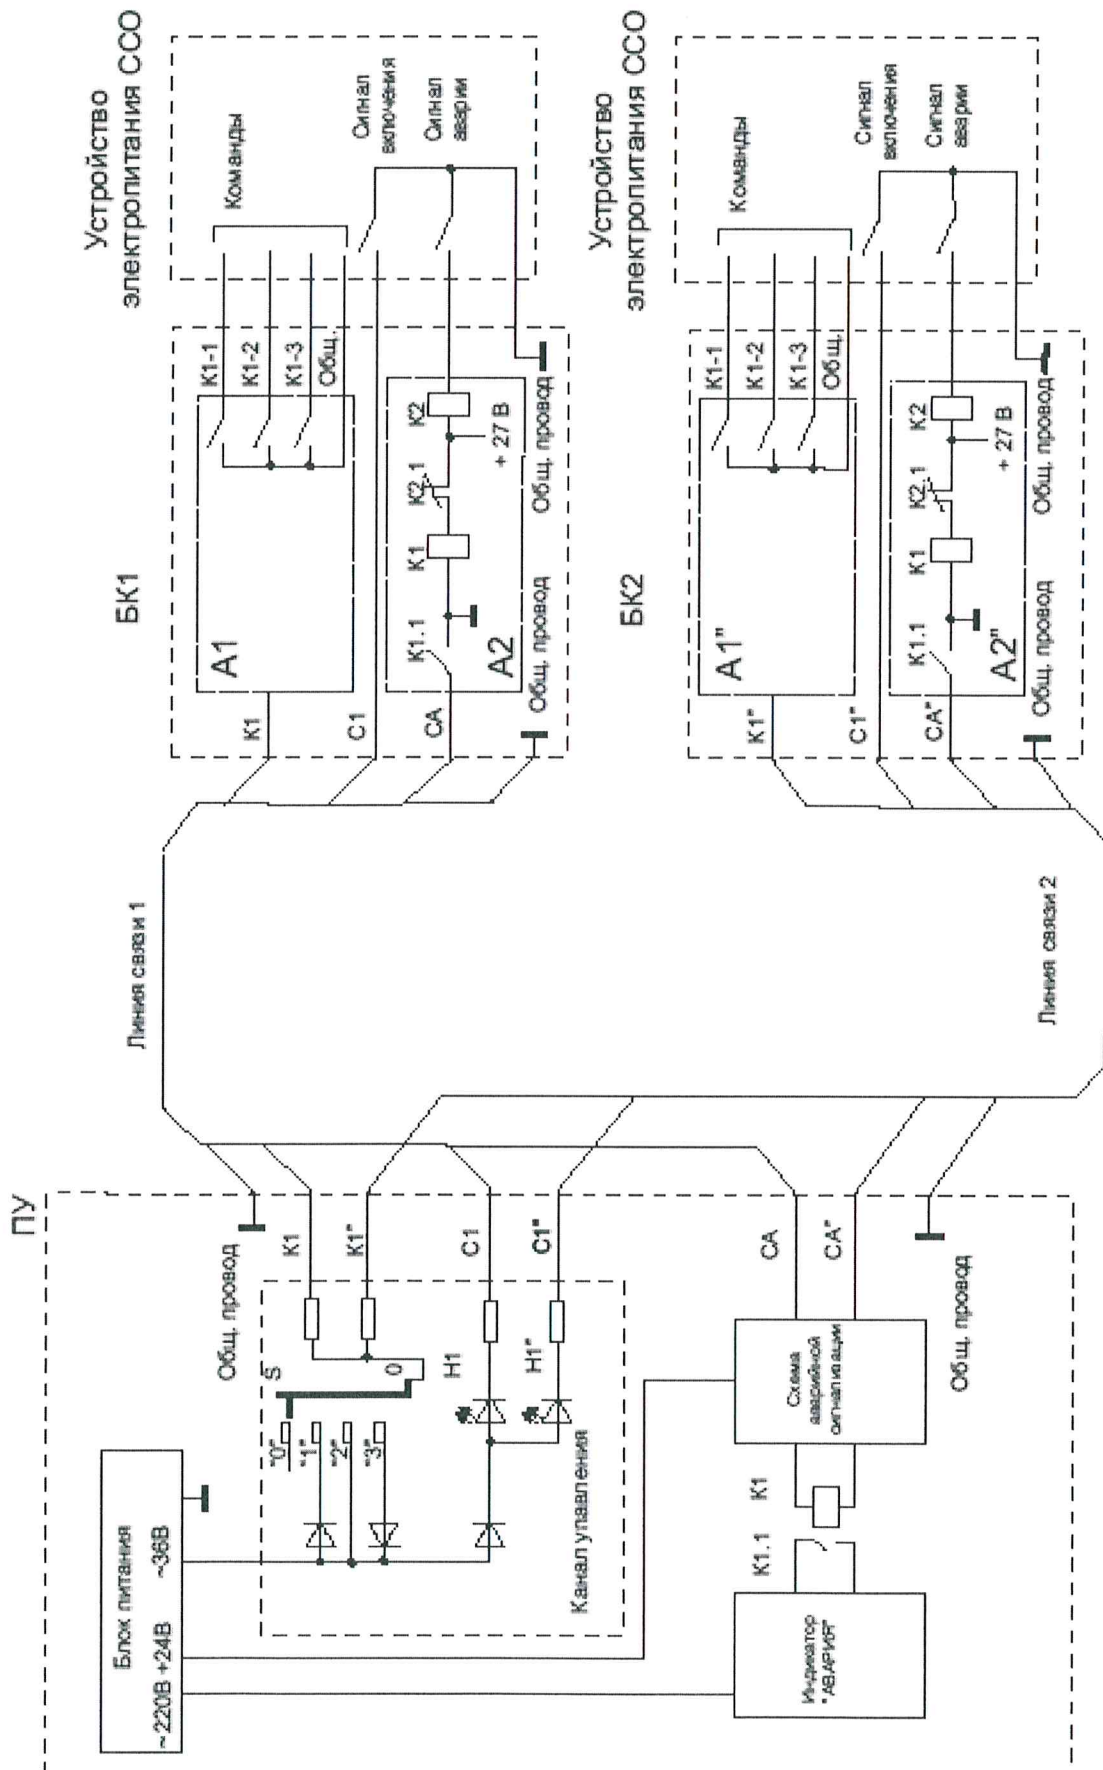 ПУ
Блок питания
~220В +24В
~36В
Общ. провод
S
"0"
"1"
"2"
"3"
0
К1
К1"
С1
С1"
Н1
Н1"
Канал управления
СА
СА"
Схема
аварийной
сигнализации
К1
К1.1
Индикатор
"АВАРИЯ"
Общ. провод
Линия связи 1
Линия связи 2
БК1
К1
С1
СА
А1
К1-1
К1-2
К1-3
Общ.
К1.1
К1
К2.1
К2
+ 27 В
А2
Общ. провод
Общ. провод
Устройство
электропитания ССО
Команды
Сигнал
включения
Сигнал
аварии
БК2
К1"
С1"
СА"
А1"
К1-1
К1-2
К1-3
Общ.
К1.1
К1
К2.1
К2
+ 27 В
А2"
Общ. провод
Общ. провод
Устройство
электропитания ССО
Команды
Сигнал
включения
Сигнал
аварии